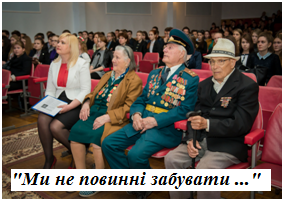 "Ми не повинні забувати ..."